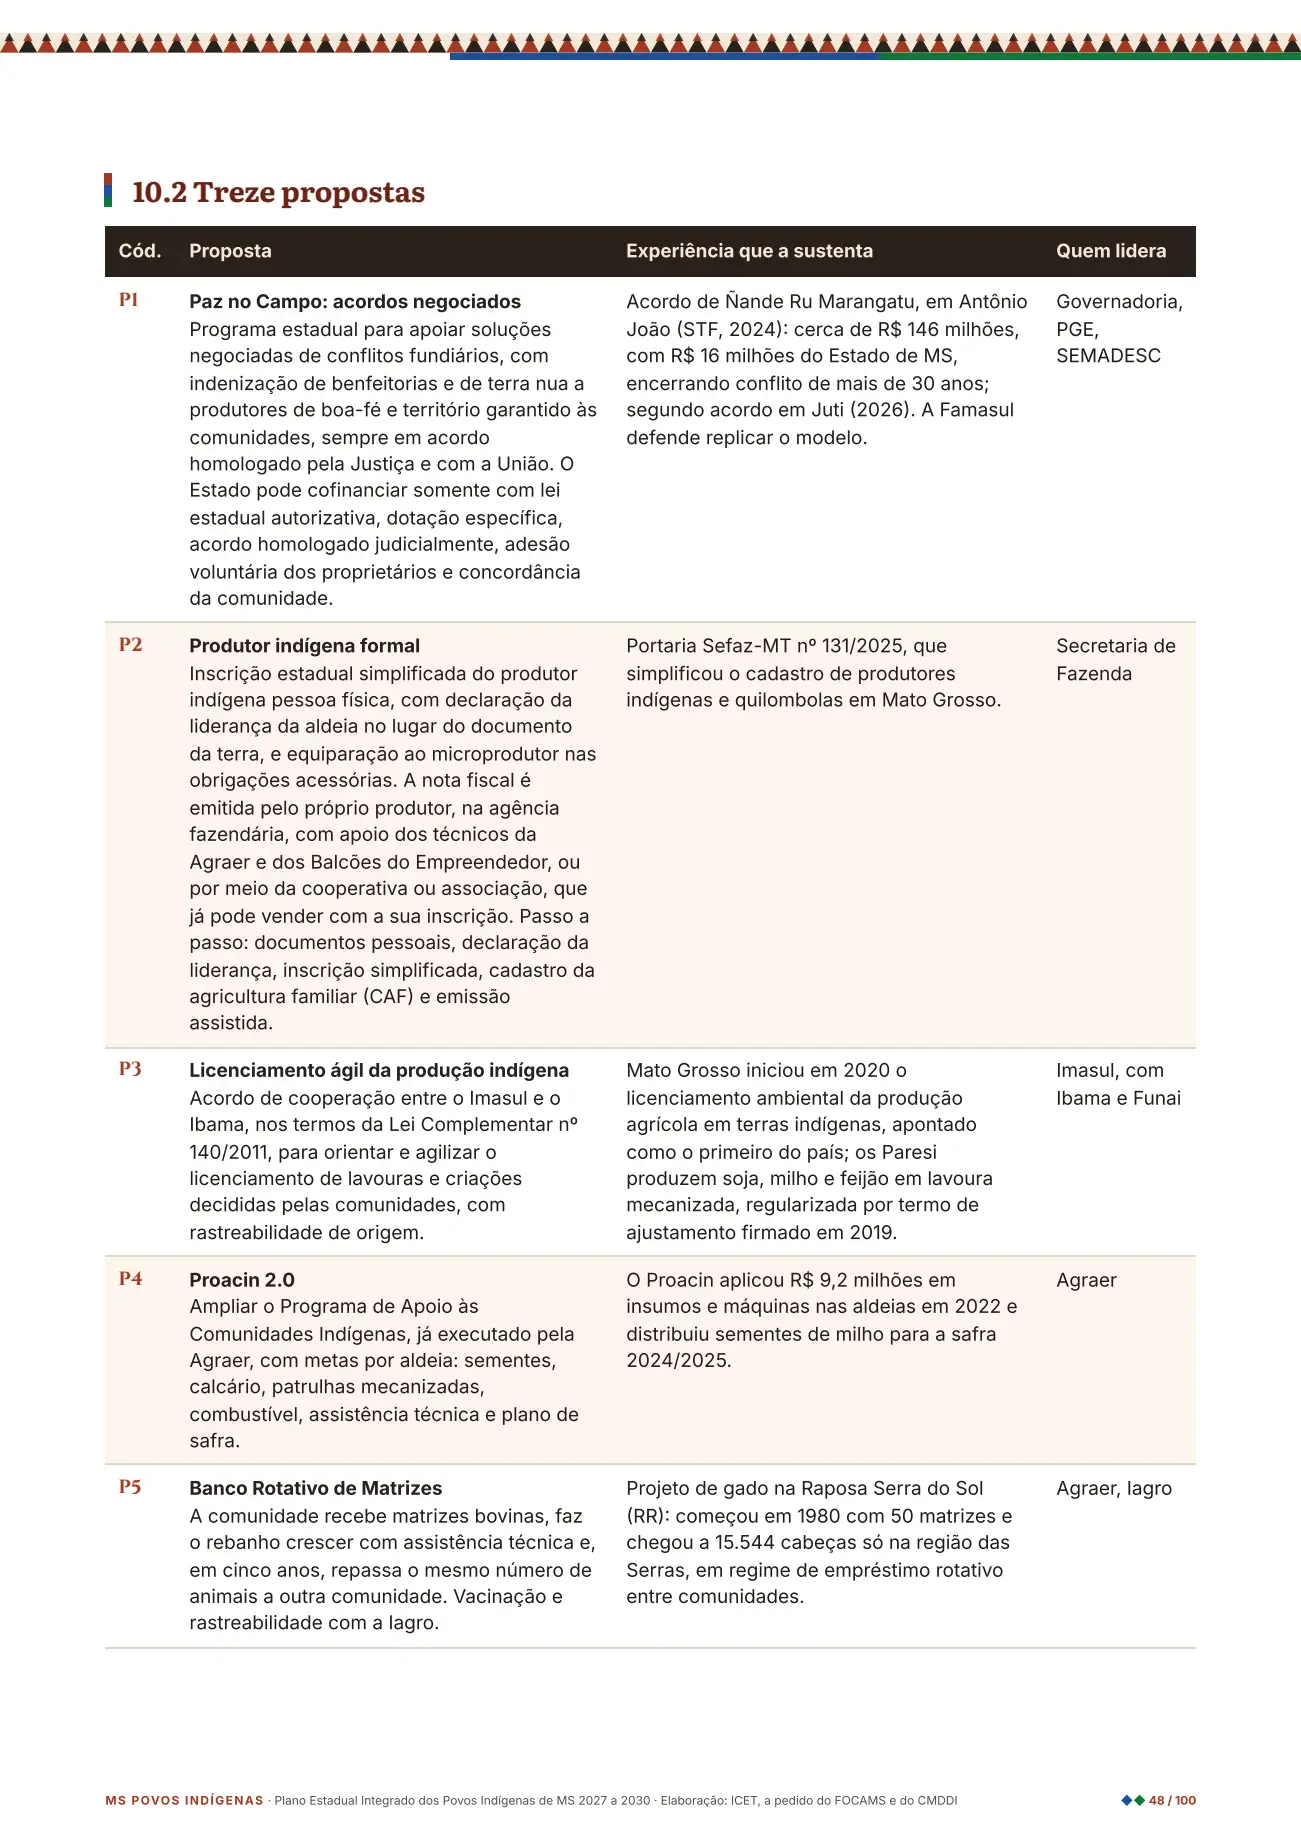 10.2 Treze propostas
Cód. Proposta Experiência que a sustenta Quem lidera
P1
Paz no Campo: acordos negociados
Programa estadual para apoiar soluções
negociadas de conflitos fundiários, com
indenização de benfeitorias e de terra nua a
produtores de boa-fé e território garantido às
comunidades, sempre em acordo
homologado pela Justiça e com a União. O
Estado pode cofinanciar somente com lei
estadual autorizativa, dotação específica,
acordo homologado judicialmente, adesão
voluntária dos proprietários e concordância
da comunidade.
Acordo de Ñande Ru Marangatu, em Antônio
João (STF, 2024): cerca de R$ 146 milhões,
com R$ 16 milhões do Estado de MS,
encerrando conflito de mais de 30 anos;
segundo acordo em Juti (2026). A Famasul
defende replicar o modelo.
Governadoria,
PGE,
SEMADESC
P2
Produtor indígena formal
Inscrição estadual simplificada do produtor
indígena pessoa física, com declaração da
liderança da aldeia no lugar do documento
da terra, e equiparação ao microprodutor nas
obrigações acessórias. A nota fiscal é
emitida pelo próprio produtor, na agência
fazendária, com apoio dos técnicos da
Agraer e dos Balcões do Empreendedor, ou
por meio da cooperativa ou associação, que
já pode vender com a sua inscrição. Passo a
passo: documentos pessoais, declaração da
liderança, inscrição simplificada, cadastro da
agricultura familiar (CAF) e emissão
assistida.
Portaria Sefaz-MT nº 131/2025, que
simplificou o cadastro de produtores
indígenas e quilombolas em Mato Grosso.
Secretaria de
Fazenda
P3
Licenciamento ágil da produção indígena
Acordo de cooperação entre o Imasul e o
Ibama, nos termos da Lei Complementar nº
140/2011, para orientar e agilizar o
licenciamento de lavouras e criações
decididas pelas comunidades, com
rastreabilidade de origem.
Mato Grosso iniciou em 2020 o
licenciamento ambiental da produção
agrícola em terras indígenas, apontado
como o primeiro do país; os Paresi
produzem soja, milho e feijão em lavoura
mecanizada, regularizada por termo de
ajustamento firmado em 2019.
Imasul, com
Ibama e Funai
P4
Proacin 2.0
Ampliar o Programa de Apoio às
Comunidades Indígenas, já executado pela
Agraer, com metas por aldeia: sementes,
calcário, patrulhas mecanizadas,
combustível, assistência técnica e plano de
safra.
O Proacin aplicou R$ 9,2 milhões em
insumos e máquinas nas aldeias em 2022 e
distribuiu sementes de milho para a safra
2024/2025.
Agraer
P5
Banco Rotativo de Matrizes
A comunidade recebe matrizes bovinas, faz
o rebanho crescer com assistência técnica e,
em cinco anos, repassa o mesmo número de
animais a outra comunidade. Vacinação e
rastreabilidade com a Iagro.
Projeto de gado na Raposa Serra do Sol
(RR): começou em 1980 com 50 matrizes e
chegou a 15.544 cabeças só na região das
Serras, em regime de empréstimo rotativo
entre comunidades.
Agraer, Iagro
MS POVOS INDÍGENAS · Plano Estadual Integrado dos Povos Indígenas de MS 2027 a 2030 · Elaboração: ICET, a pedido do FOCAMS e do CMDDI
48 / 100